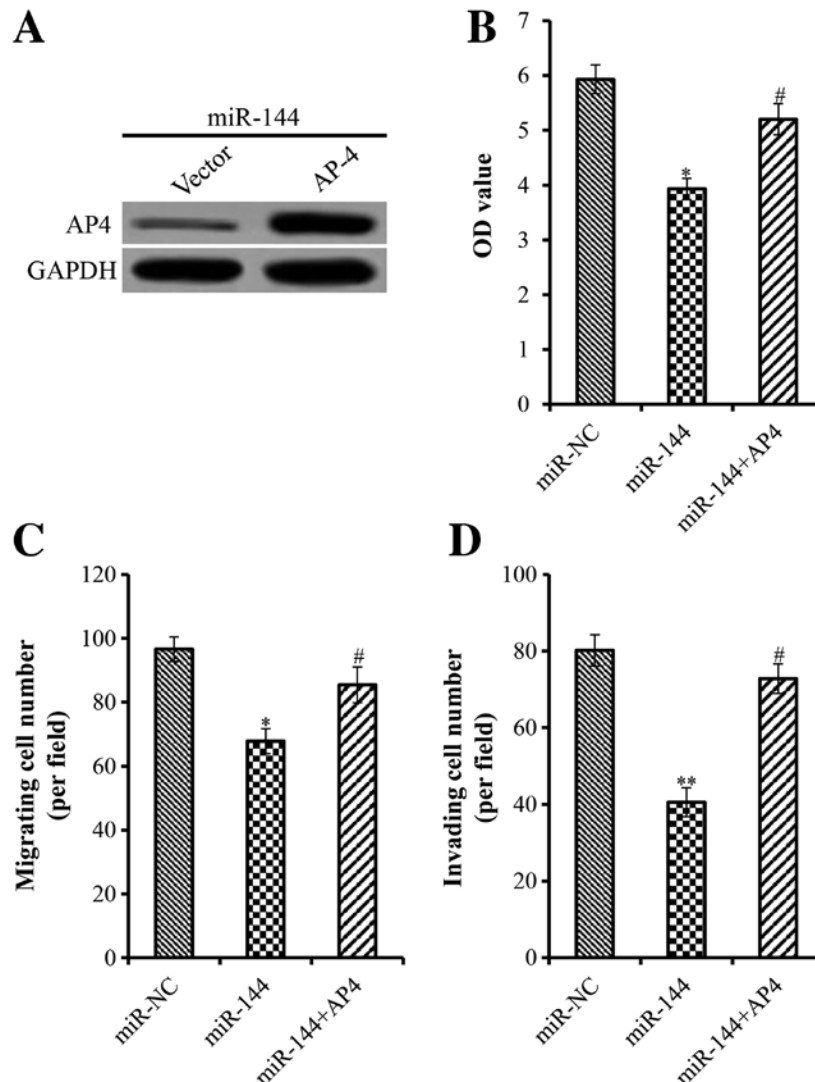 A
miR-144
Vector
AP-4
AP4
GAPDH
B
OD value
7
6
5
4
3
2
1
0
*
#
miR-NC
miR-144
miR-144+AP4
C
Migrating cell number
(per field)
120
100
80
60
40
20
0
*
#
miR-NC
miR-144
miR-144+AP4
D
Invading cell number
(per field)
100
80
60
40
20
0
**
#
miR-NC
miR-144
miR-144+AP4